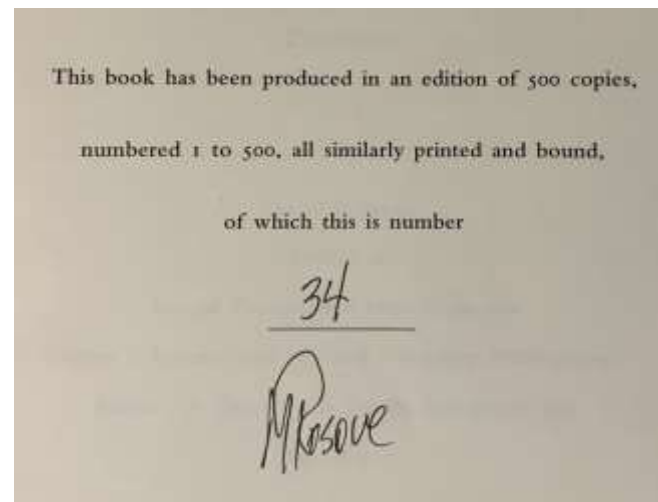 This book has been produced in an edition of 500 copies,
numbered 1 to 500, all similarly printed and bound,
of which this is number
34
MRosove